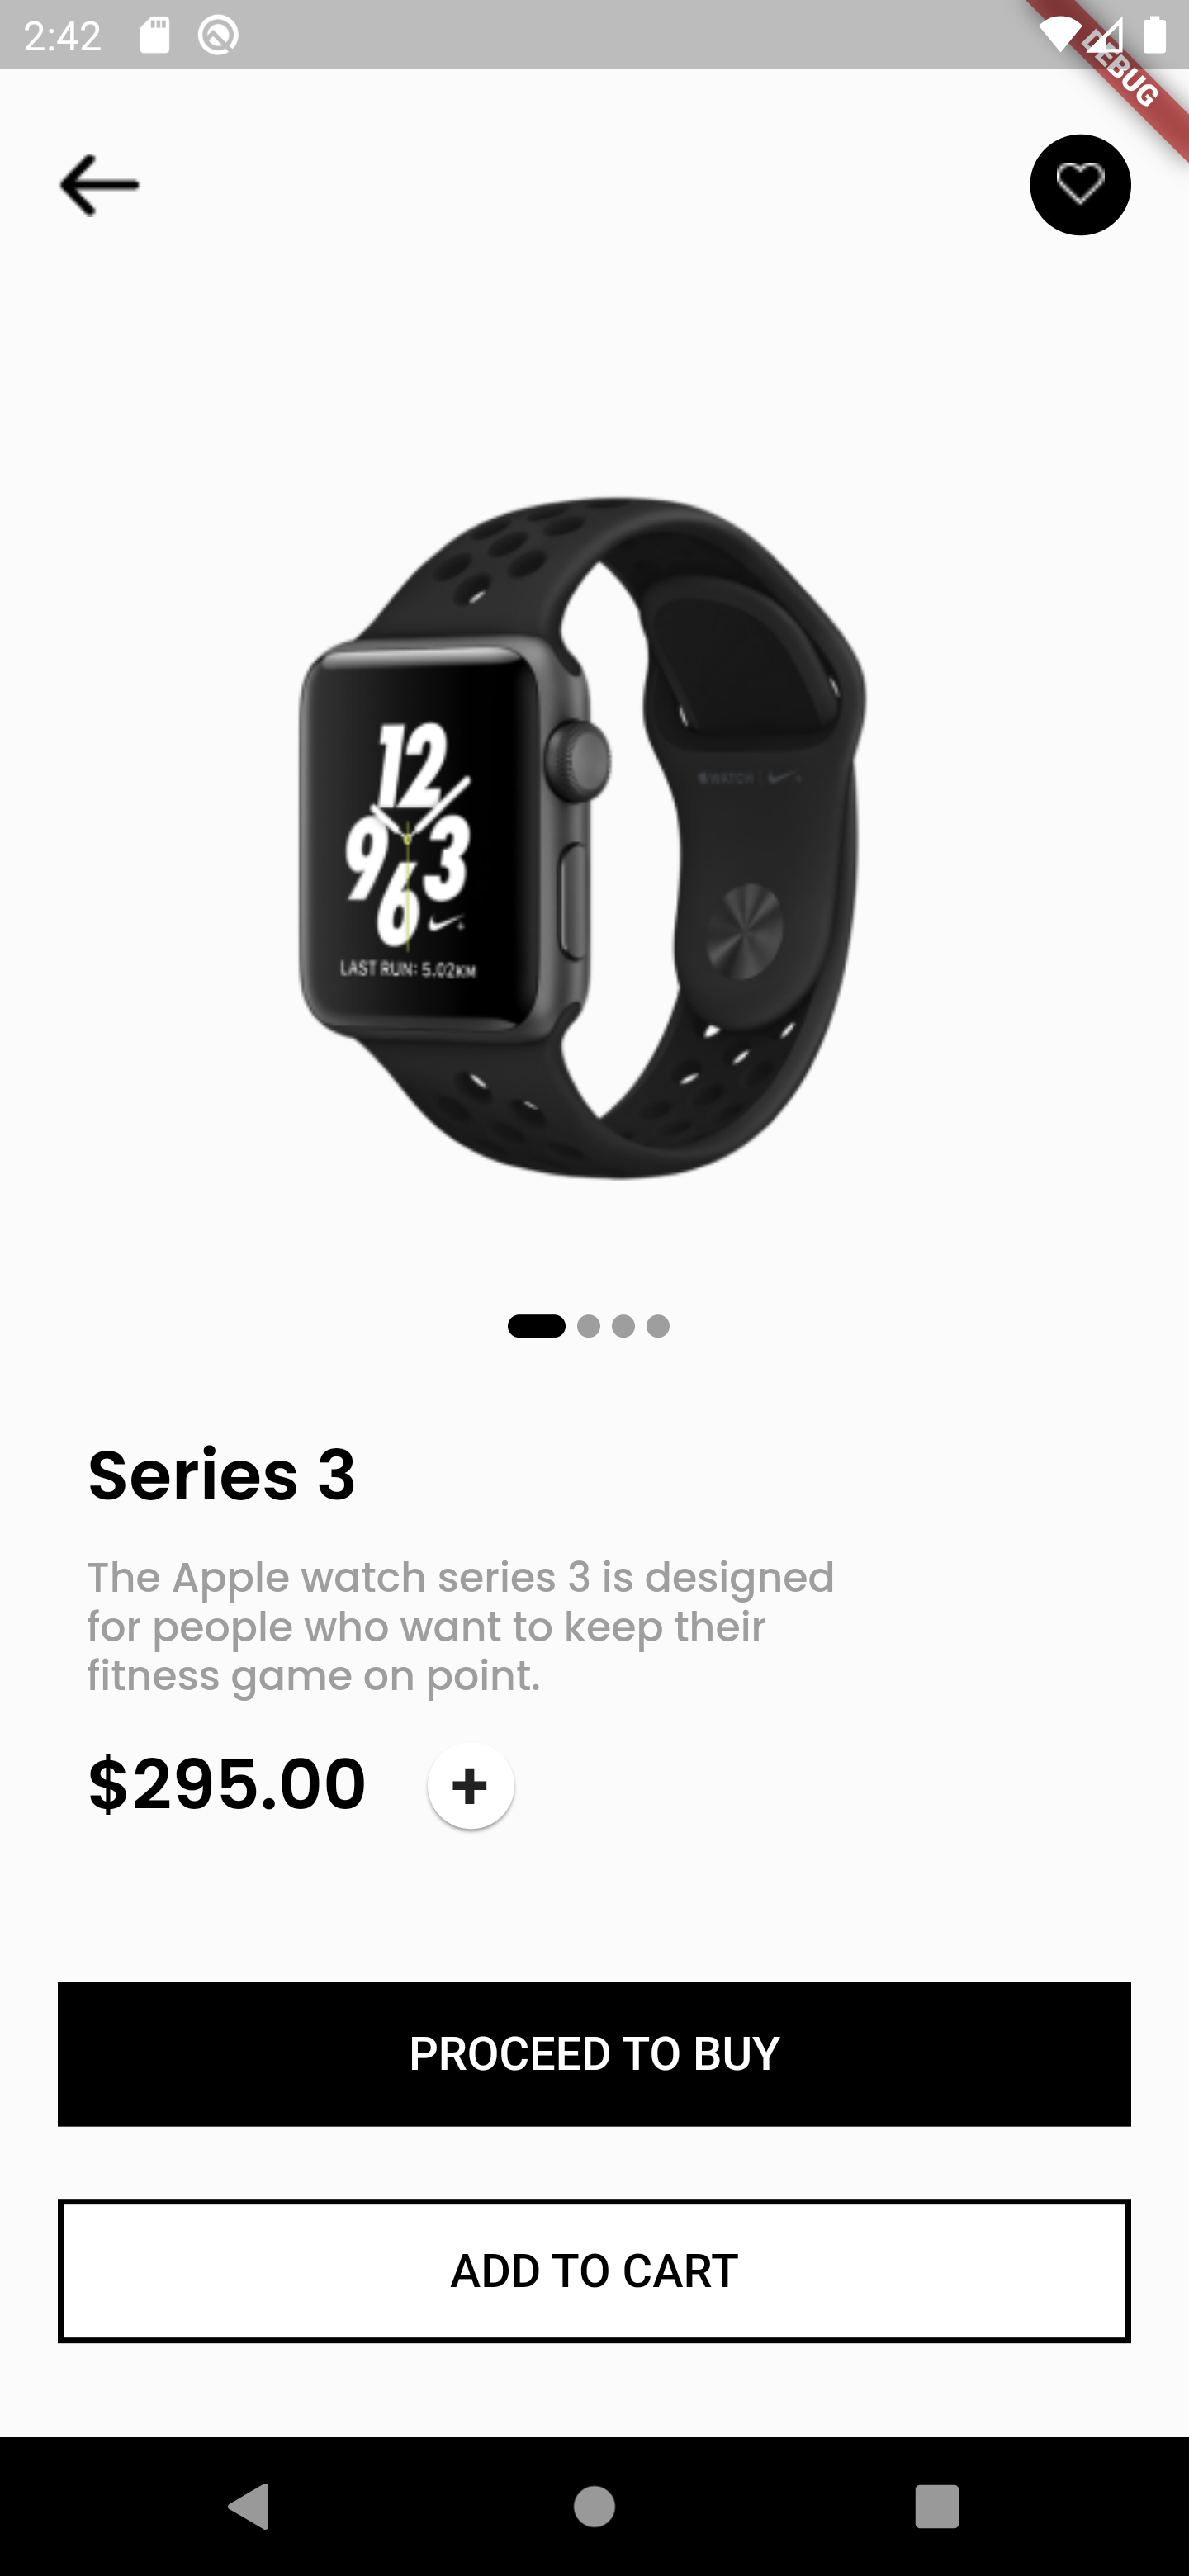 2:42
DEBUG
12
9 3
6
LAST RUN: 5.02KM
WATCH
Series 3
The Apple watch series 3 is designed
for people who want to keep their
fitness game on point.
$295.00 +
PROCEED TO BUY
ADD TO CART